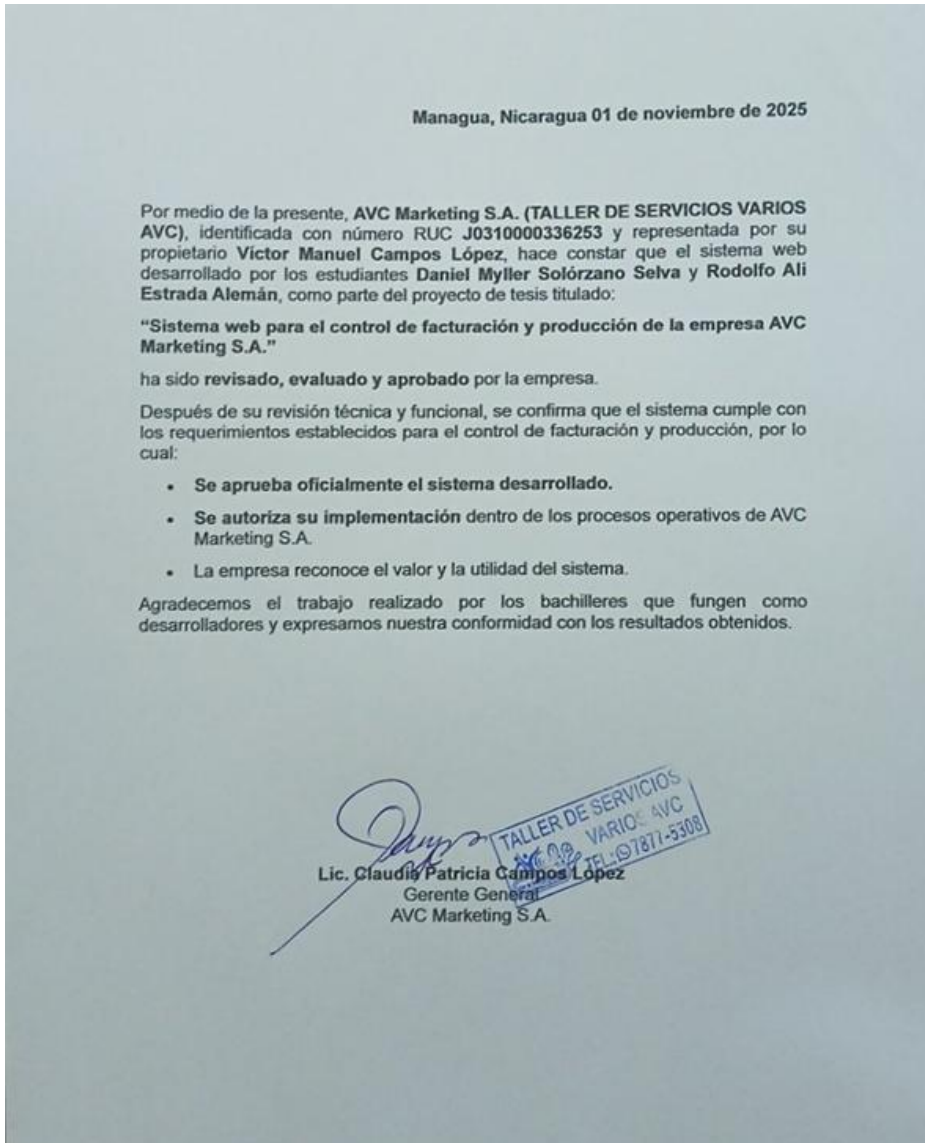 Managua, Nicaragua 01 de noviembre de 2025
Por medio de la presente, AVC Marketing S.A. (TALLER DE SERVICIOS VARIOS
AVC), identificada con número RUC J0310000336253 y representada por su
propietario Víctor Manuel Campos López, hace constar que el sistema web
desarrollado por los estudiantes Daniel Myller Solórzano Selva y Rodolfo Ali
Estrada Alemán, como parte del proyecto de tesis titulado:
“Sistema web para el control de facturación y producción de la empresa AVC
Marketing S.A.”
ha sido revisado, evaluado y aprobado por la empresa.
Después de su revisión técnica y funcional, se confirma que el sistema cumple con
los requerimientos establecidos para el control de facturación y producción, por lo
cual:
• Se aprueba oficialmente el sistema desarrollado.
• Se autoriza su implementación dentro de los procesos operativos de AVC
Marketing S.A.
• La empresa reconoce el valor y la utilidad del sistema.
Agradecemos el trabajo realizado por los bachilleres que fungen como
desarrolladores y expresamos nuestra conformidad con los resultados obtenidos.
TALLER DE SERVICIOS
VARIOS AVC
TEL: 7877-5308
Lic. Claudia Patricia Campos López
Gerente General
AVC Marketing S.A.